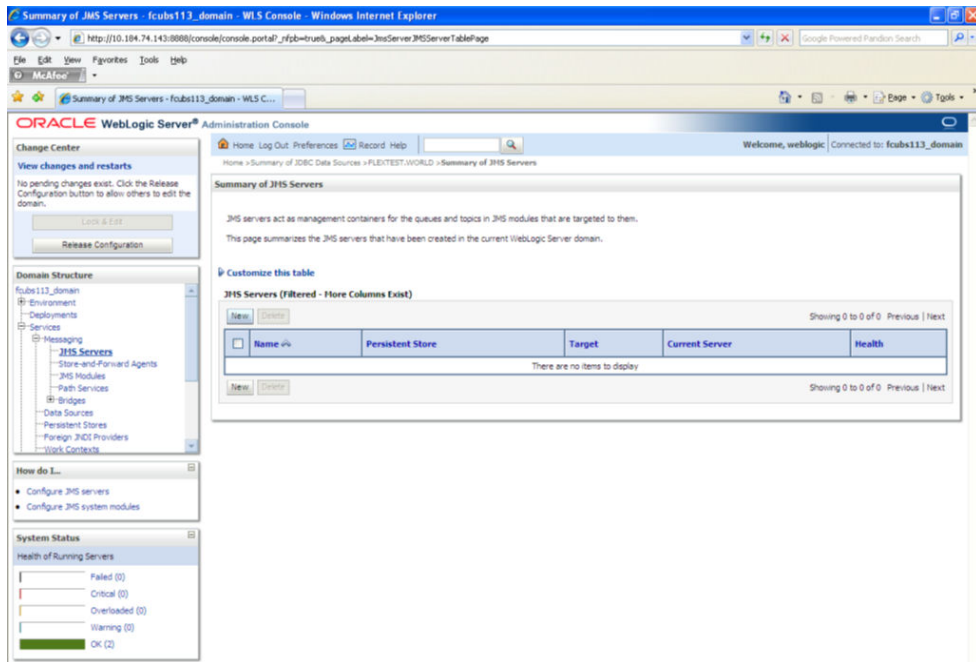 Summary of JMS Servers - fcubs113_domain - WLS Console - Windows Internet Explorer
http://10.184.74.143:8888/console/console.portal?_nfpb=true&_pageLabel=JmsServerJMSServerTablePage
Google Powered Pandion Search
File Edit View Favorites Tools Help
McAfee
Summary of JMS Servers - fcubs113_domain - WLS C...
Page Tools
ORACLE WebLogic Server® Administration Console
Change Center
View changes and restarts
No pending changes exist. Click the Release
Configuration button to allow others to edit the
domain.
Lock & Edit
Release Configuration
Domain Structure
fcubs113_domain
Environment
Deployments
Services
Messaging
JMS Servers
Store-and-Forward Agents
JMS Modules
Path Services
Bridges
Data Sources
Persistent Stores
Foreign JNDI Providers
Work Contexts
How do I...
Configure JMS servers
Configure JMS system modules
System Status
Health of Running Servers
Failed (0)
Critical (0)
Overloaded (0)
Warning (0)
OK (2)
Home Log Out Preferences Record Help
Welcome, weblogic Connected to: fcubs113_domain
Home >Summary of JDBC Data Sources >FLEXTEST.WORLD >Summary of JMS Servers
Summary of JMS Servers
JMS servers act as management containers for the queues and topics in JMS modules that are targeted to them.
This page summarizes the JMS servers that have been created in the current WebLogic Server domain.
Customize this table
JMS Servers (Filtered - More Columns Exist)
New Delete Showing 0 to 0 of 0 Previous | Next
Name Persistent Store Target Current Server Health
There are no items to display
New Delete Showing 0 to 0 of 0 Previous | Next